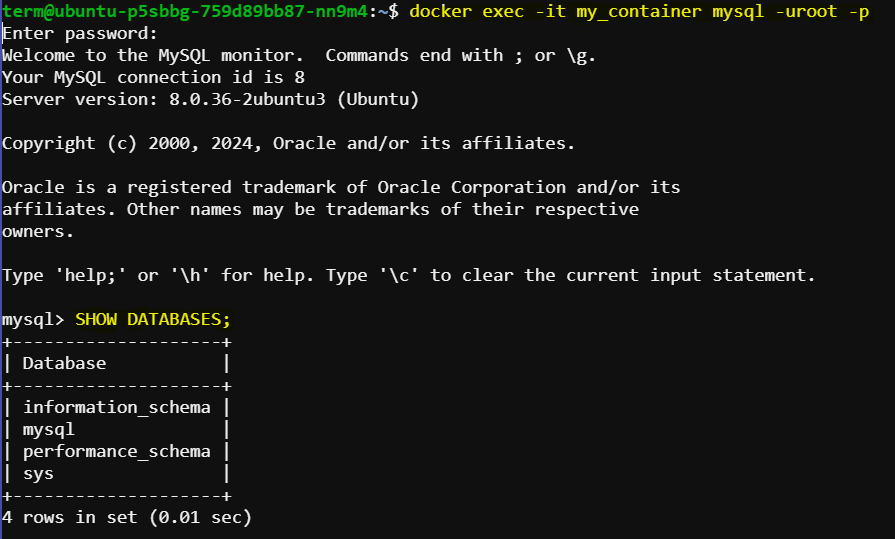 term@ubuntu-p5sbbg-759d89bb87-nn9m4:~$ docker exec -it my_container mysql -uroot -p
Enter password:
Welcome to the MySQL monitor.  Commands end with ; or \g.
Your MySQL connection id is 8
Server version: 8.0.36-2ubuntu3 (Ubuntu)

Copyright (c) 2000, 2024, Oracle and/or its affiliates.

Oracle is a registered trademark of Oracle Corporation and/or its
affiliates. Other names may be trademarks of their respective
owners.

Type 'help;' or '\h' for help. Type '\c' to clear the current input statement.

mysql> SHOW DATABASES;
+--------------------+
| Database           |
+--------------------+
| information_schema |
| mysql              |
| performance_schema |
| sys                |
+--------------------+
4 rows in set (0.01 sec)